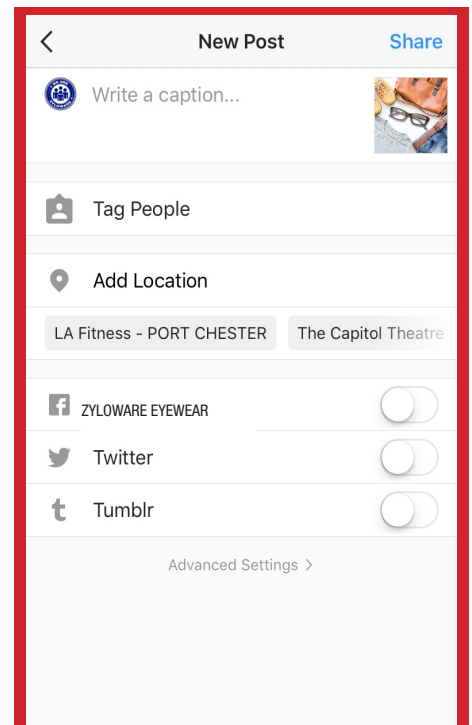 New Post
Share
Write a caption...
Tag People
Add Location
LA Fitness - PORT CHESTER
The Capitol Theatre
ZYLOWARE EYEWEAR
Twitter
Tumblr
Advanced Settings >